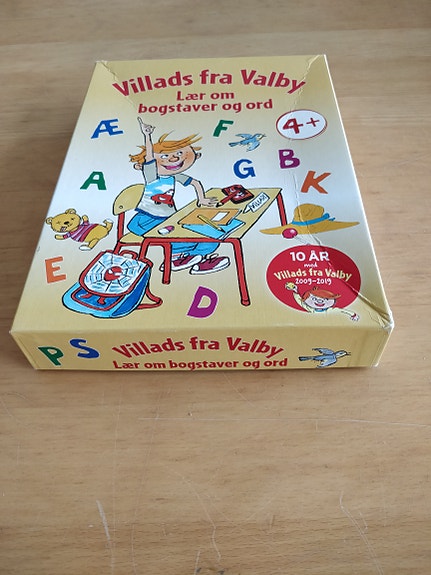 Villads fra Valby
Lær om
bogstaver og ord
Æ
F
4+
A
G
B
K
VILLADS
E
D
10 ÅR
med
Villads fra Valby
2009-2019
P S
Villads fra Valby
Lær om bogstaver og ord